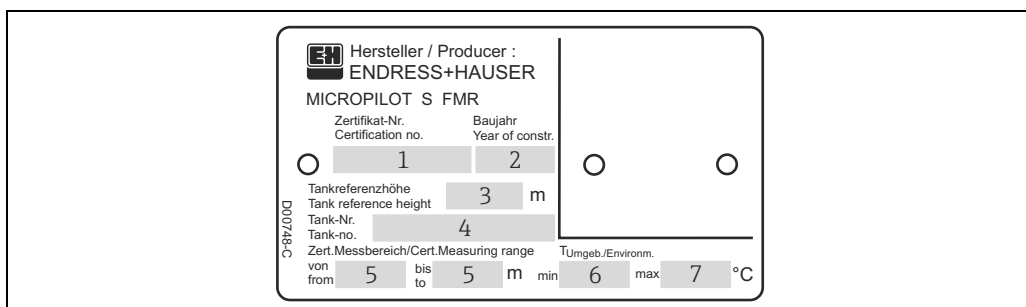 EH Hersteller / Producer :
ENDRESS+HAUSER
MICROPILOT S FMR
Zertifikat-Nr. Baujahr
Certification no. Year of constr.
1 2
Tankreferenzhöhe
Tank reference height 3 m
Tank-Nr.
Tank-no. 4
Zert.Messbereich/Cert.Measuring range TUmgeb./Environm.
von 5 bis 5 m min 6 max 7 °C
from to
D00748-C